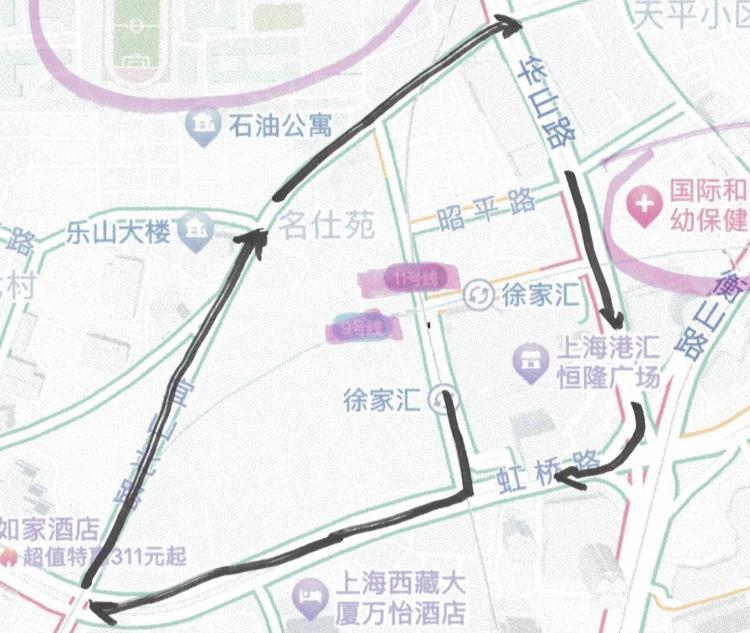 天平小区
华山路
石油公寓
国际和
幼保健
乐山大楼
名仕苑
昭平路
路
村
11号线
徐家汇
衡山路
9号线
上海港汇
恒隆广场
徐家汇
宜山北路
虹桥路
如家酒店
超值特惠311元起
上海西藏大
厦万怡酒店